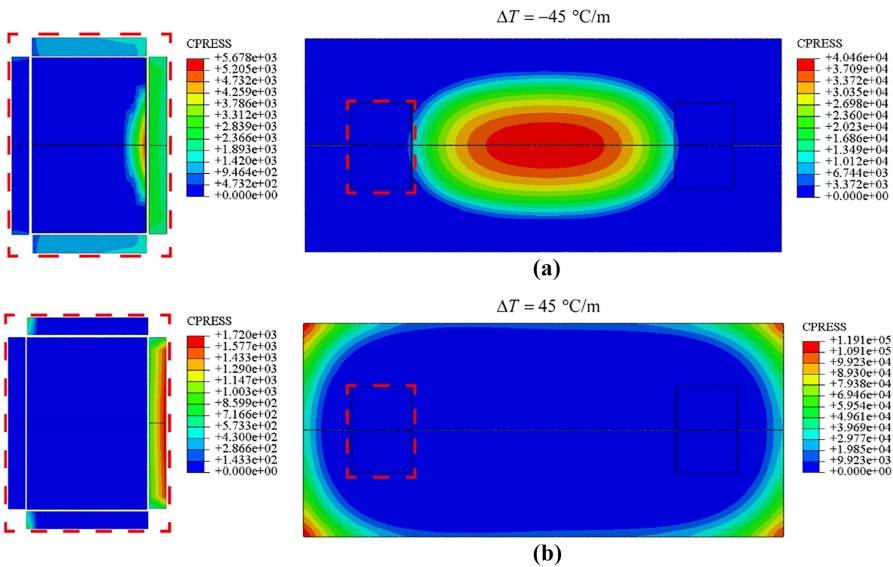 ΔT = −45 °C/m
CPRESS
+5.678e+03
+5.205e+03
+4.732e+03
+4.259e+03
+3.786e+03
+3.312e+03
+2.839e+03
+2.366e+03
+1.893e+03
+1.420e+03
+9.464e+02
+4.732e+02
+0.000e+00
CPRESS
+4.046e+04
+3.709e+04
+3.372e+04
+3.035e+04
+2.698e+04
+2.360e+04
+2.023e+04
+1.686e+04
+1.349e+04
+1.012e+04
+6.744e+03
+3.372e+03
+0.000e+00
(a)
ΔT = 45 °C/m
CPRESS
+1.720e+03
+1.577e+03
+1.433e+03
+1.290e+03
+1.147e+03
+1.003e+03
+8.599e+02
+7.166e+02
+5.733e+02
+4.300e+02
+2.866e+02
+1.433e+02
+0.000e+00
CPRESS
+1.191e+05
+1.091e+05
+9.923e+04
+8.930e+04
+7.938e+04
+6.946e+04
+5.954e+04
+4.961e+04
+3.969e+04
+2.977e+04
+1.985e+04
+9.923e+03
+0.000e+00
(b)